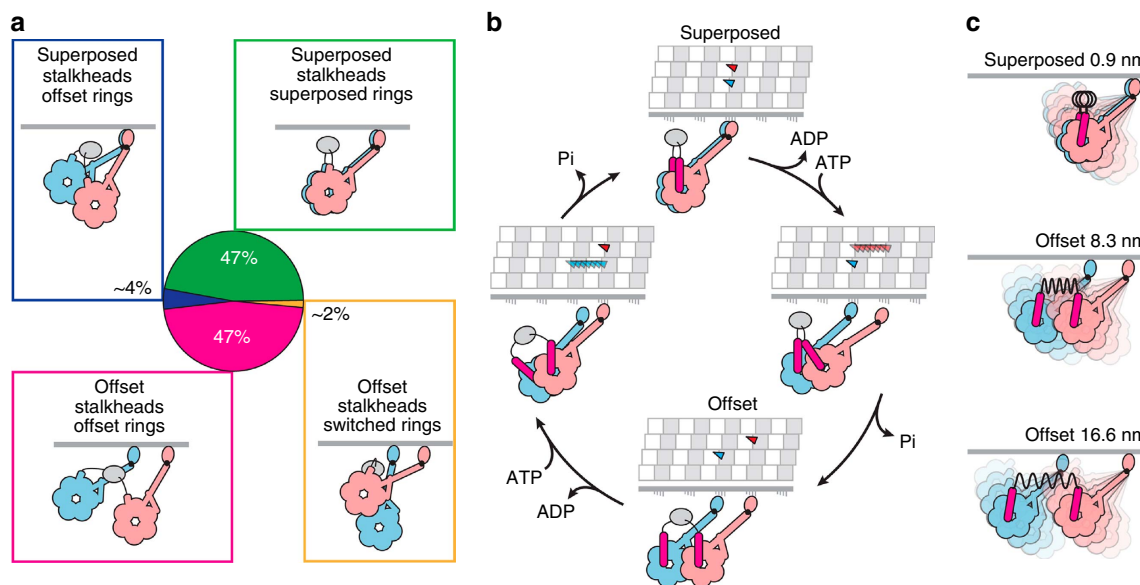 a
Superposed
stalkheads
offset rings
Superposed
stalkheads
superposed rings
47%
~4%
~2%
47%
Offset
stalkheads
offset rings
Offset
stalkheads
switched rings
b
Superposed
Pi
ADP
ATP
Offset
Pi
ATP
ADP
c
Superposed 0.9 nm
Offset 8.3 nm
Offset 16.6 nm